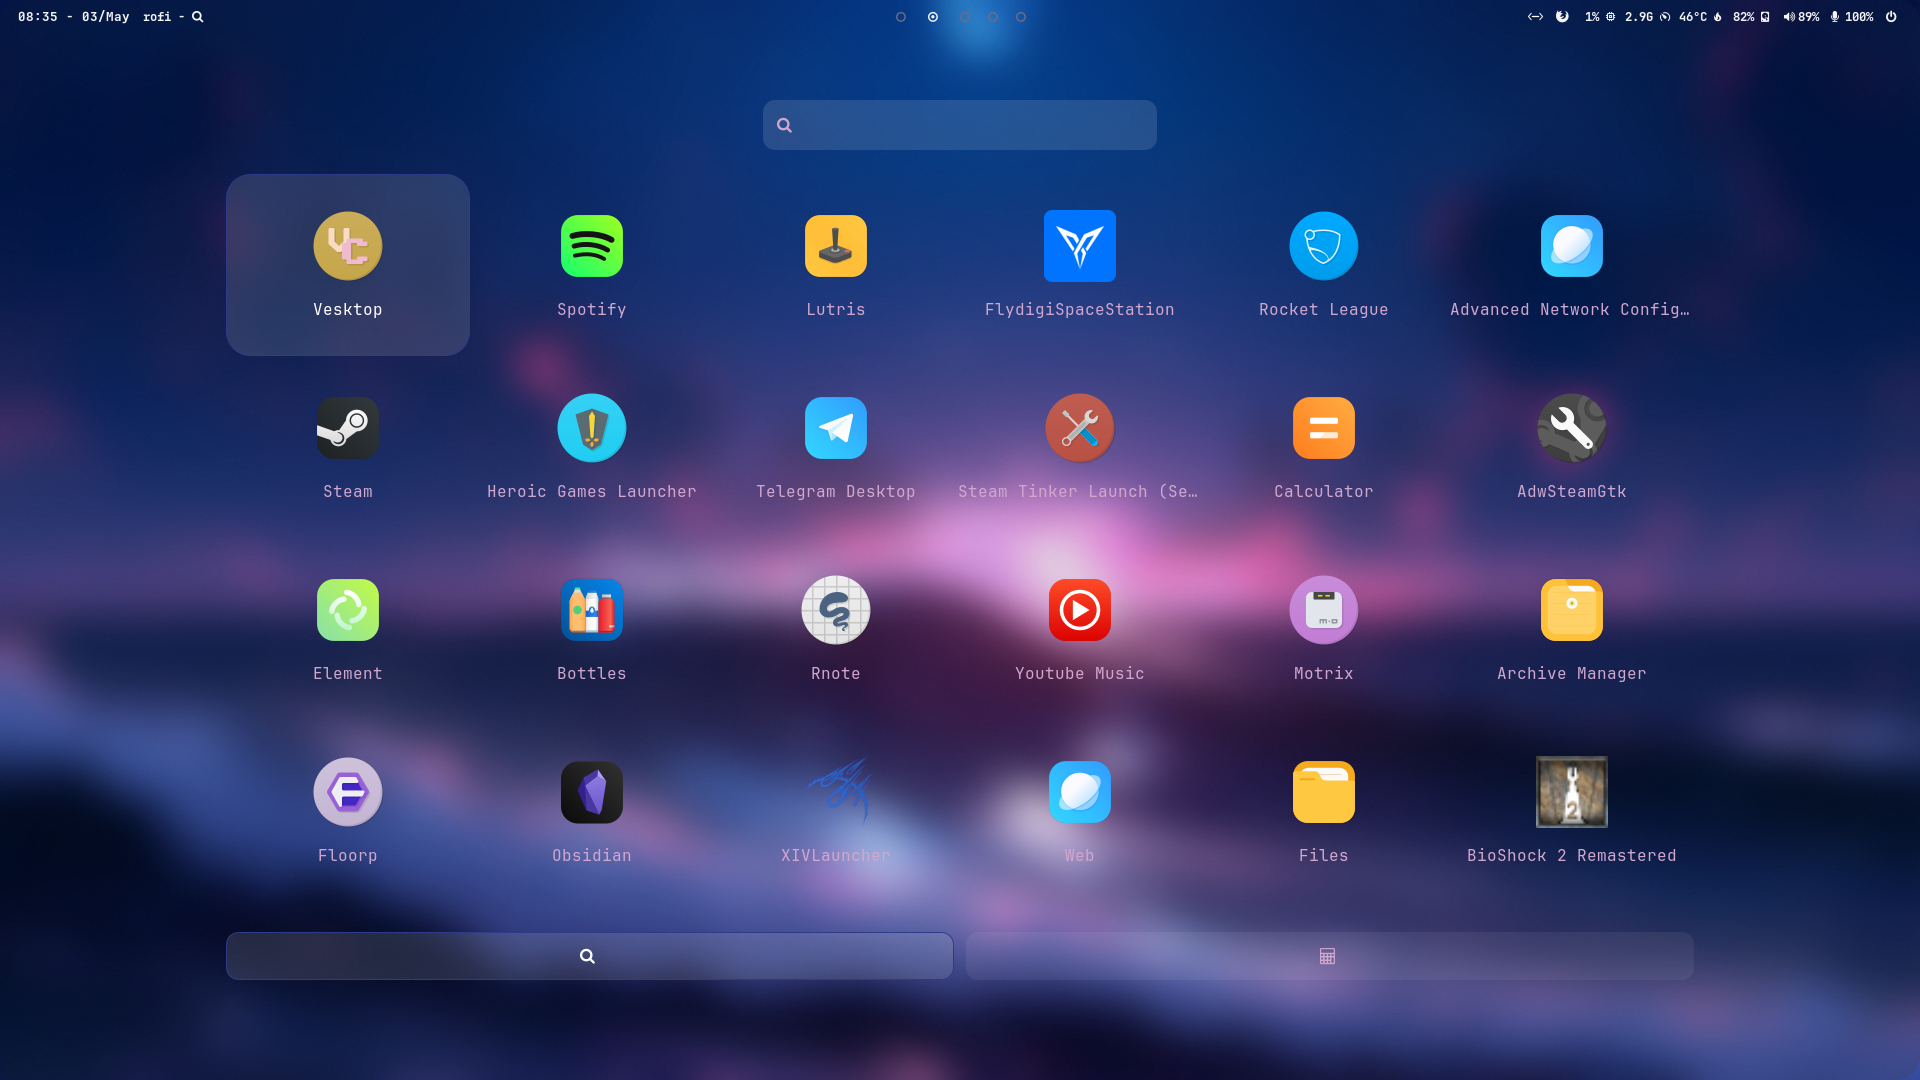 08:35 - 03/May rofi -
1% 2.9G 46°C 82% 89% 100%
Vesktop
Spotify
Lutris
FlydigiSpaceStation
Rocket League
Advanced Network Config…
Steam
Heroic Games Launcher
Telegram Desktop
Steam Tinker Launch (Se…
Calculator
AdwSteamGtk
Element
Bottles
Rnote
Youtube Music
Motrix
Archive Manager
Floorp
Obsidian
XIVLauncher
Web
Files
BioShock 2 Remastered